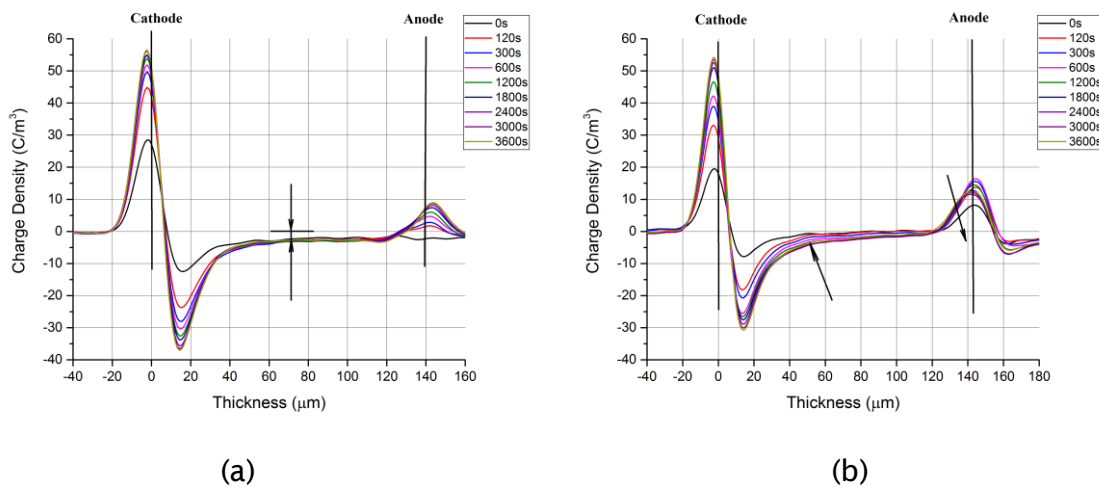 Cathode
Anode
0s
120s
300s
600s
1200s
1800s
2400s
3000s
3600s
Charge Density (C/m³)
60
50
40
30
20
10
0
-10
-20
-30
-40
-40 -20 0 20 40 60 80 100 120 140 160
Thickness (μm)
(a)
Cathode
Anode
0s
120s
300s
600s
1200s
1800s
2400s
3000s
3600s
Charge Density (C/m³)
60
50
40
30
20
10
0
-10
-20
-30
-40
-40 -20 0 20 40 60 80 100 120 140 160 180
Thickness (μm)
(b)